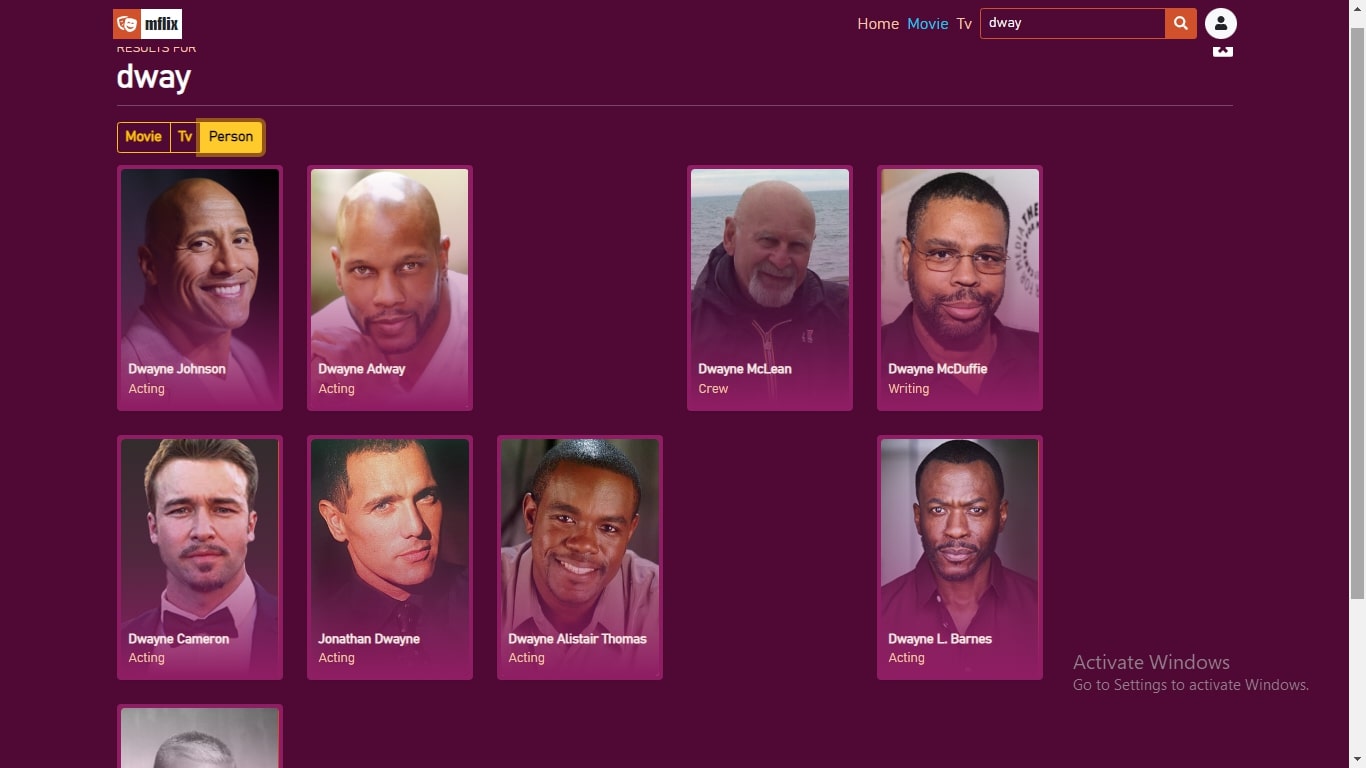 mflix
Home Movie Tv dway
RESULTS FOR
dway
Movie Tv Person
Dwayne Johnson
Acting
Dwayne Adway
Acting
Dwayne McLean
Crew
THE
Dwayne McDuffie
Writing
Dwayne Cameron
Acting
Jonathan Dwayne
Acting
Dwayne Alistair Thomas
Acting
Dwayne L. Barnes
Acting
Activate Windows
Go to Settings to activate Windows.